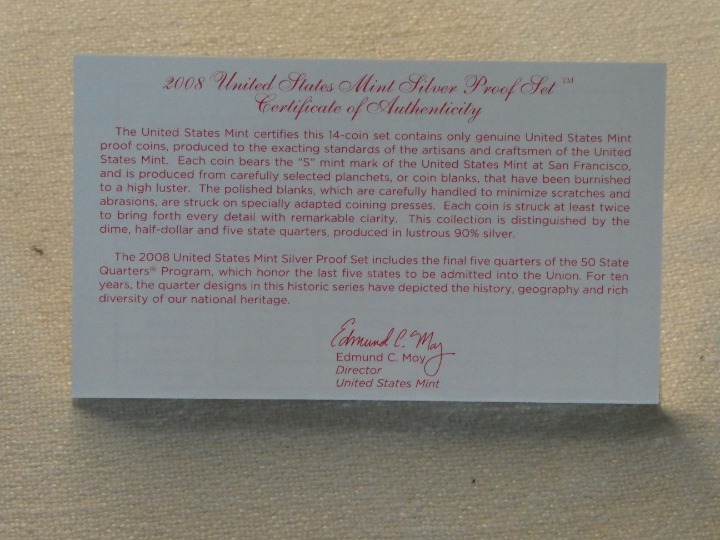 2008 United States Mint Silver Proof Set™
Certificate of Authenticity
The United States Mint certifies this 14-coin set contains only genuine United States Mint
proof coins, produced to the exacting standards of the artisans and craftsmen of the United
States Mint. Each coin bears the "S" mint mark of the United States Mint at San Francisco,
and is produced from carefully selected planchets, or coin blanks, that have been burnished
to a high luster. The polished blanks, which are carefully handled to minimize scratches and
abrasions, are struck on specially adapted coining presses. Each coin is struck at least twice
to bring forth every detail with remarkable clarity. This collection is distinguished by the
dime, half-dollar and five state quarters, produced in lustrous 90% silver.
The 2008 United States Mint Silver Proof Set includes the final five quarters of the 50 State
Quarters® Program, which honor the last five states to be admitted into the Union. For ten
years, the quarter designs in this historic series have depicted the history, geography and rich
diversity of our national heritage.
Edmund C. Moy
Edmund C. Moy
Director
United States Mint